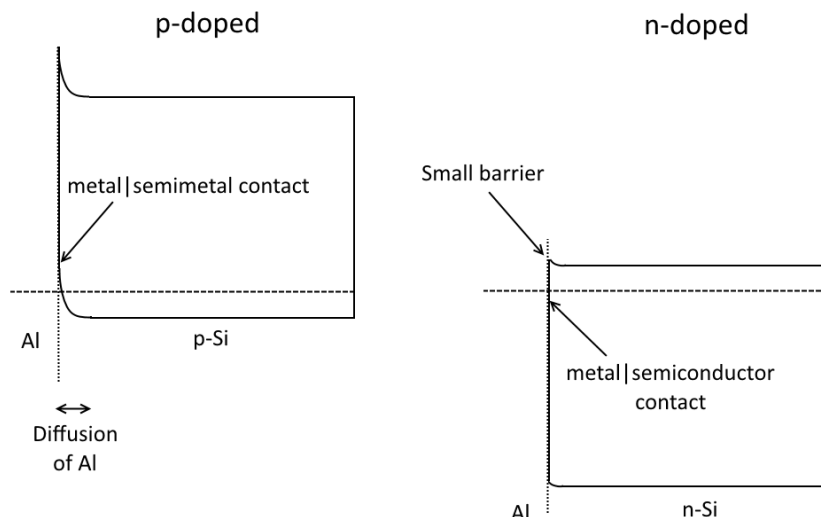 p-doped
metal|semimetal contact
Al
p-Si
Diffusion
of Al
n-doped
Small barrier
metal|semiconductor
contact
Al
n-Si